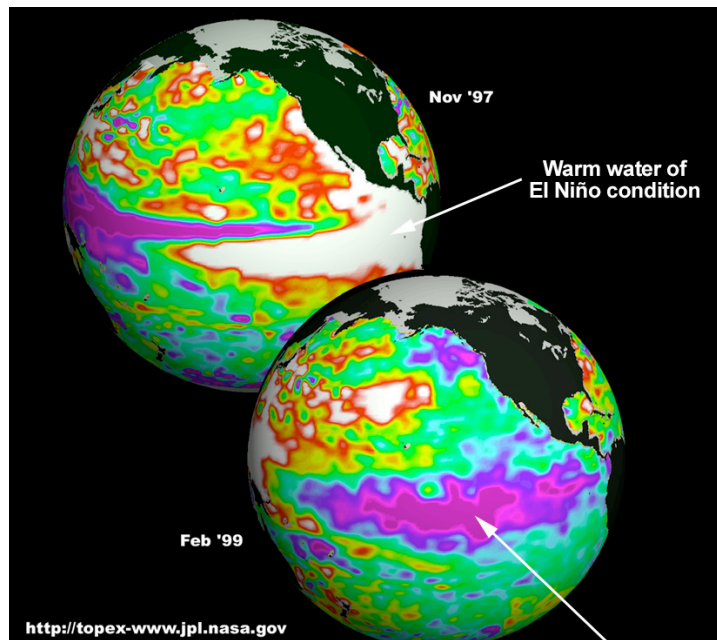 Nov '97
Warm water of
El Niño condition
Feb '99
http://topex-www.jpl.nasa.gov